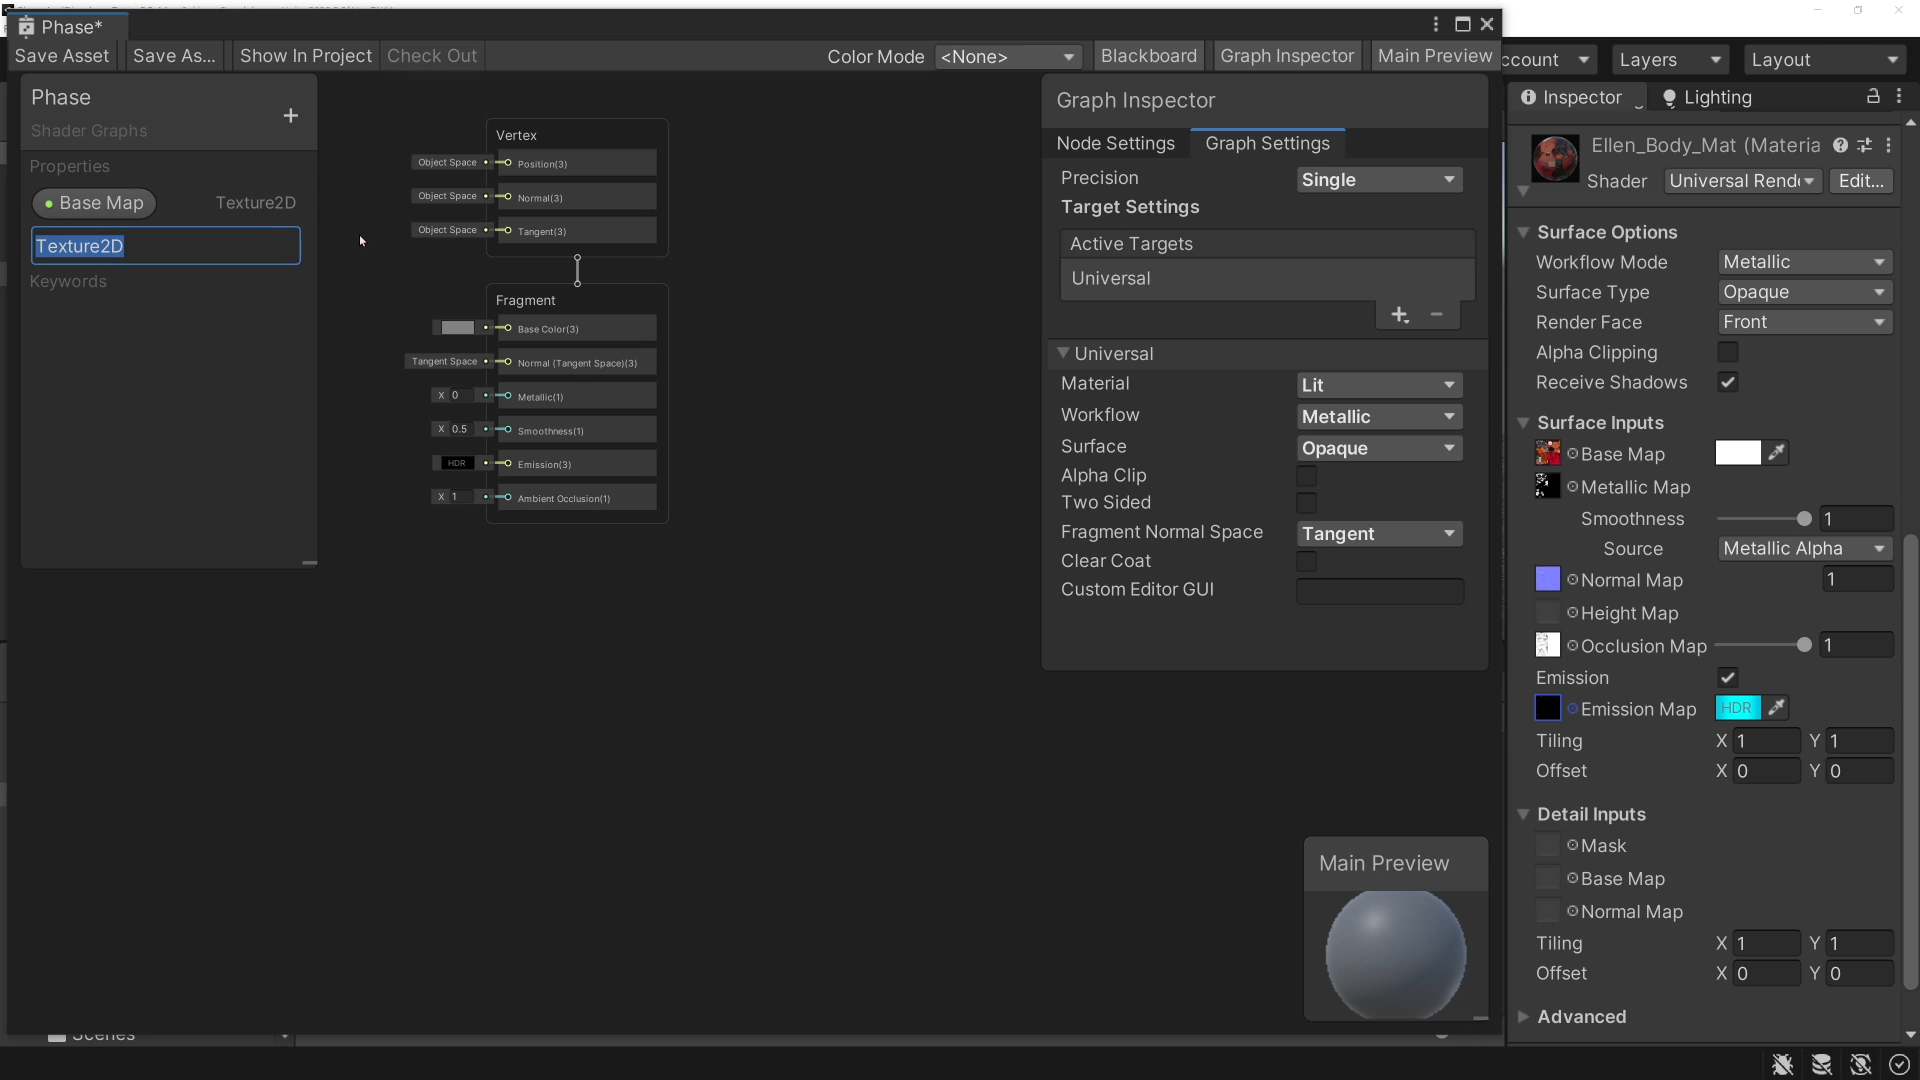 Phase*
Save Asset
Save As...
Show In Project
Check Out
Color Mode
<None>
Blackboard
Graph Inspector
Main Preview
ccount
Layers
Layout
Phase
Shader Graphs
Properties
Base Map
Texture2D
Texture2D
Keywords
Vertex
Object Space
Position(3)
Object Space
Normal(3)
Object Space
Tangent(3)
Fragment
Base Color(3)
Tangent Space
Normal (Tangent Space)(3)
X 0
Metallic(1)
X 0.5
Smoothness(1)
HDR
Emission(3)
X 1
Ambient Occlusion(1)
Graph Inspector
Node Settings
Graph Settings
Precision
Single
Target Settings
Active Targets
Universal
Universal
Material
Lit
Workflow
Metallic
Surface
Opaque
Alpha Clip
Two Sided
Fragment Normal Space
Tangent
Clear Coat
Custom Editor GUI
Main Preview
Inspector
Lighting
Ellen_Body_Mat (Materia
Shader
Universal Rend
Edit...
Surface Options
Workflow Mode
Metallic
Surface Type
Opaque
Render Face
Front
Alpha Clipping
Receive Shadows
Surface Inputs
Base Map
Metallic Map
Smoothness
1
Source
Metallic Alpha
Normal Map
1
Height Map
Occlusion Map
1
Emission
Emission Map
HDR
Tiling
X 1 Y 1
Offset
X 0 Y 0
Detail Inputs
Mask
Base Map
Normal Map
Tiling
X 1 Y 1
Offset
X 0 Y 0
Advanced
Scenes